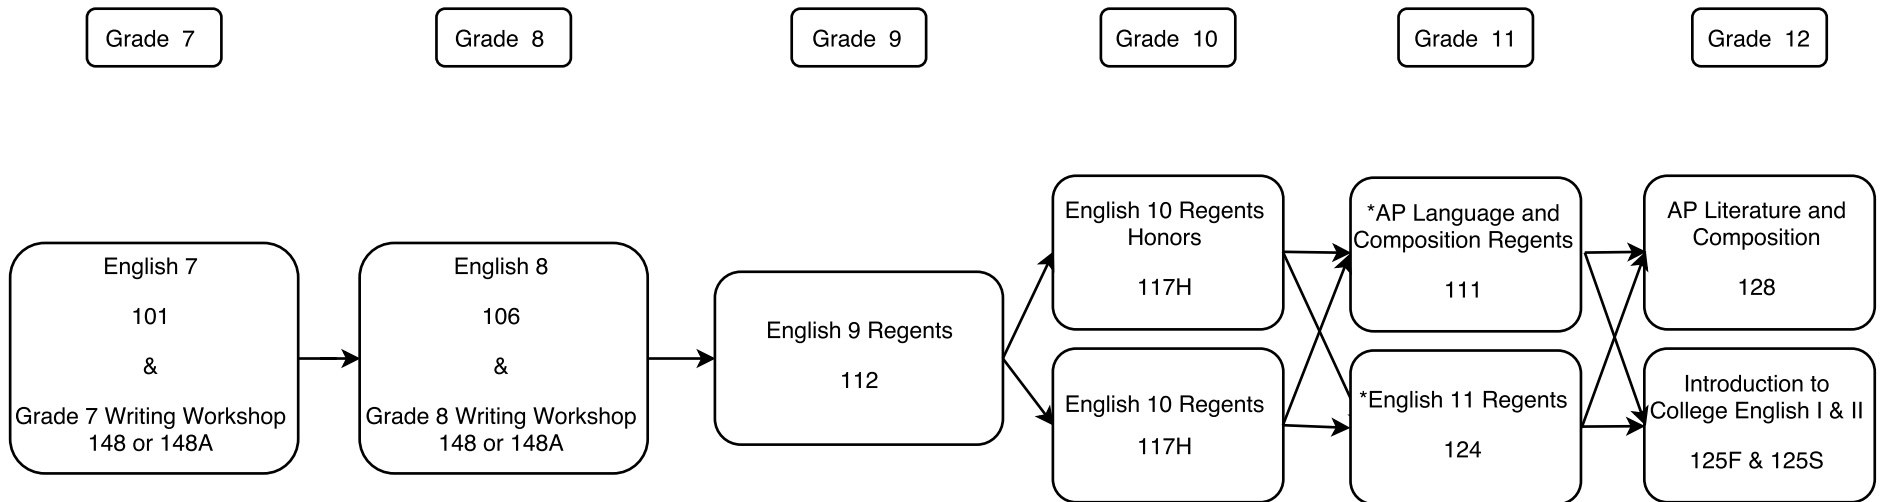 Grade 7
Grade 8
Grade 9
Grade 10
Grade 11
Grade 12
English 7
101
&
Grade 7 Writing Workshop
148 or 148A
English 8
106
&
Grade 8 Writing Workshop
148 or 148A
English 9 Regents
112
English 10 Regents
Honors
117H
English 10 Regents
117H
*AP Language and
Composition Regents
111
*English 11 Regents
124
AP Literature and
Composition
128
Introduction to
College English I & II
125F & 125S